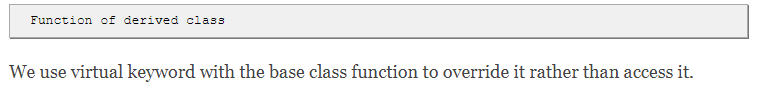 Function of derived class
We use virtual keyword with the base class function to override it rather than access it.